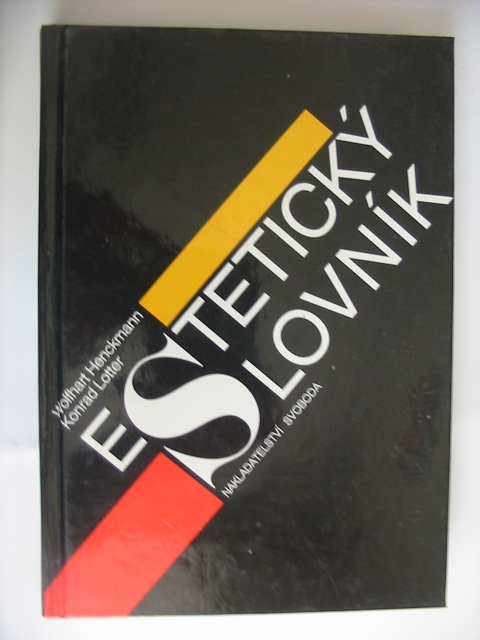 Wolfhart Henckmann
Konrad Lotter
ESTETICKÝ
SLOVNÍK
NAKLADATELSTVÍ SVOBODA